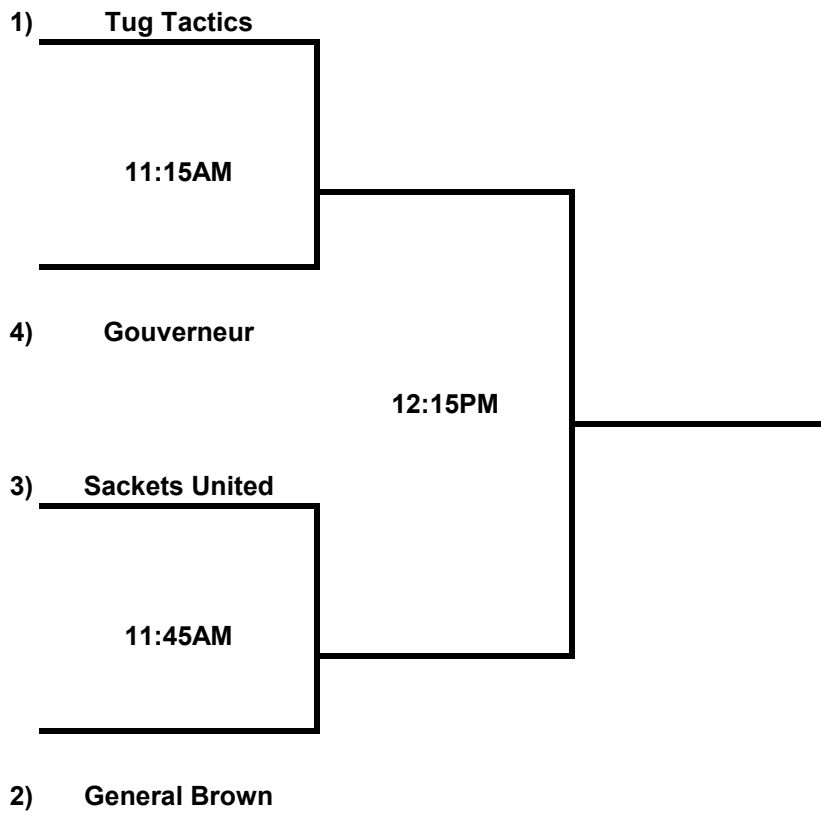 1) Tug Tactics
11:15AM
4) Gouverneur
12:15PM
3) Sackets United
11:45AM
2) General Brown